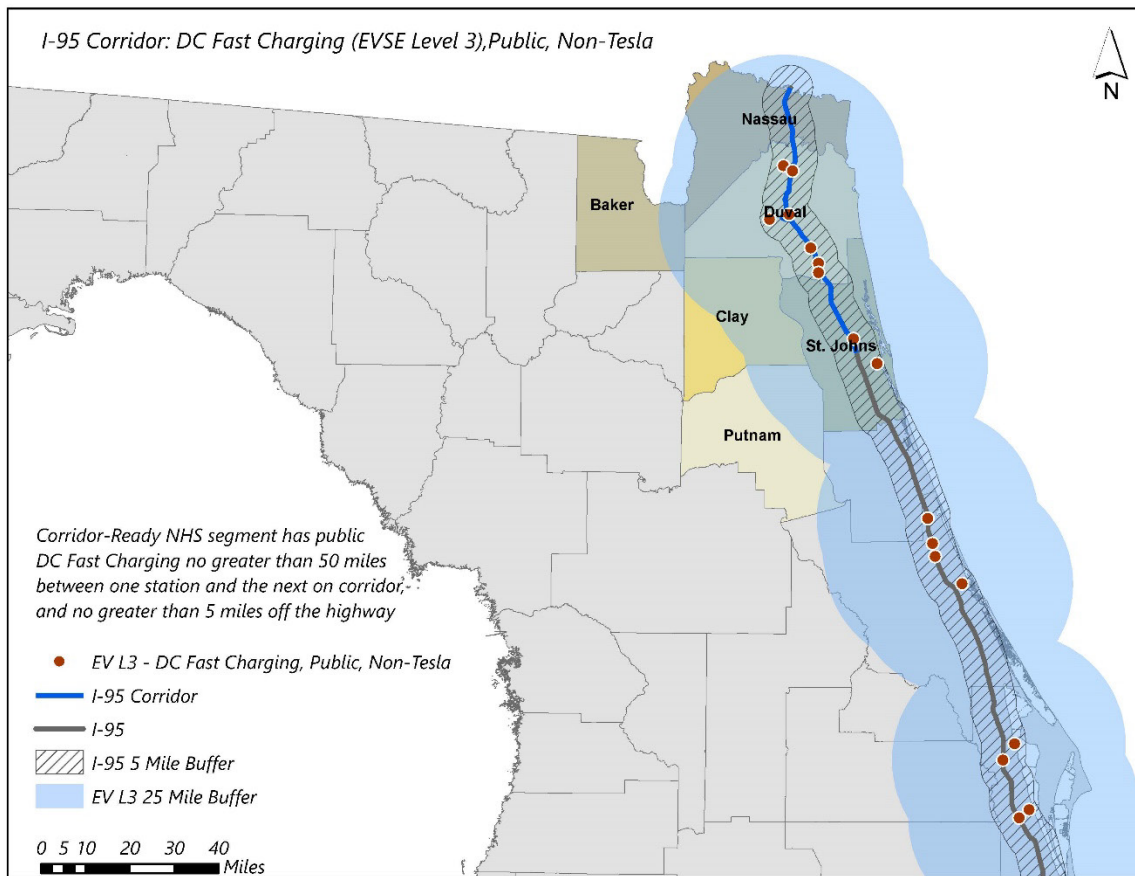 I-95 Corridor: DC Fast Charging (EVSE Level 3),Public, Non-Tesla
N
Nassau
Baker
Duval
Clay
St. Johns
Putnam
Corridor-Ready NHS segment has public
DC Fast Charging no greater than 50 miles
between one station and the next on corridor,
and no greater than 5 miles off the highway
EV L3 - DC Fast Charging, Public, Non-Tesla
I-95 Corridor
I-95
I-95 5 Mile Buffer
EV L3 25 Mile Buffer
0 5 10 20 30 40
Miles